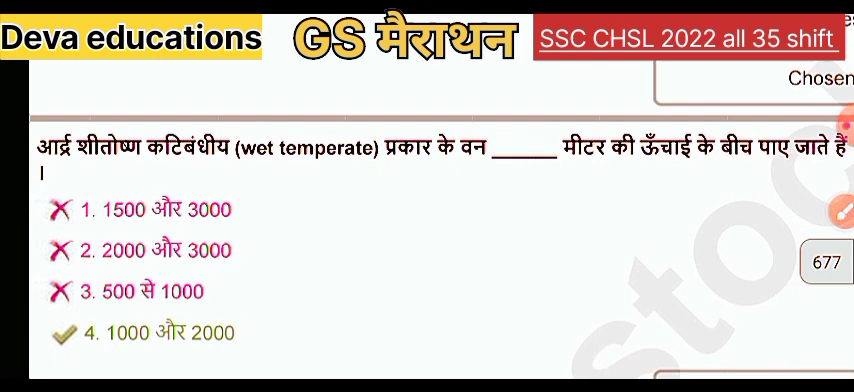 Deva educations GS मैराथन SSC CHSL 2022 all 35 shift
Chosen
आर्द्र शीतोष्ण कटिबंधीय (wet temperate) प्रकार के वन _______ मीटर की ऊँचाई के बीच पाए जाते हैं
।
1. 1500 और 3000
2. 2000 और 3000
677
3. 500 से 1000
4. 1000 और 2000